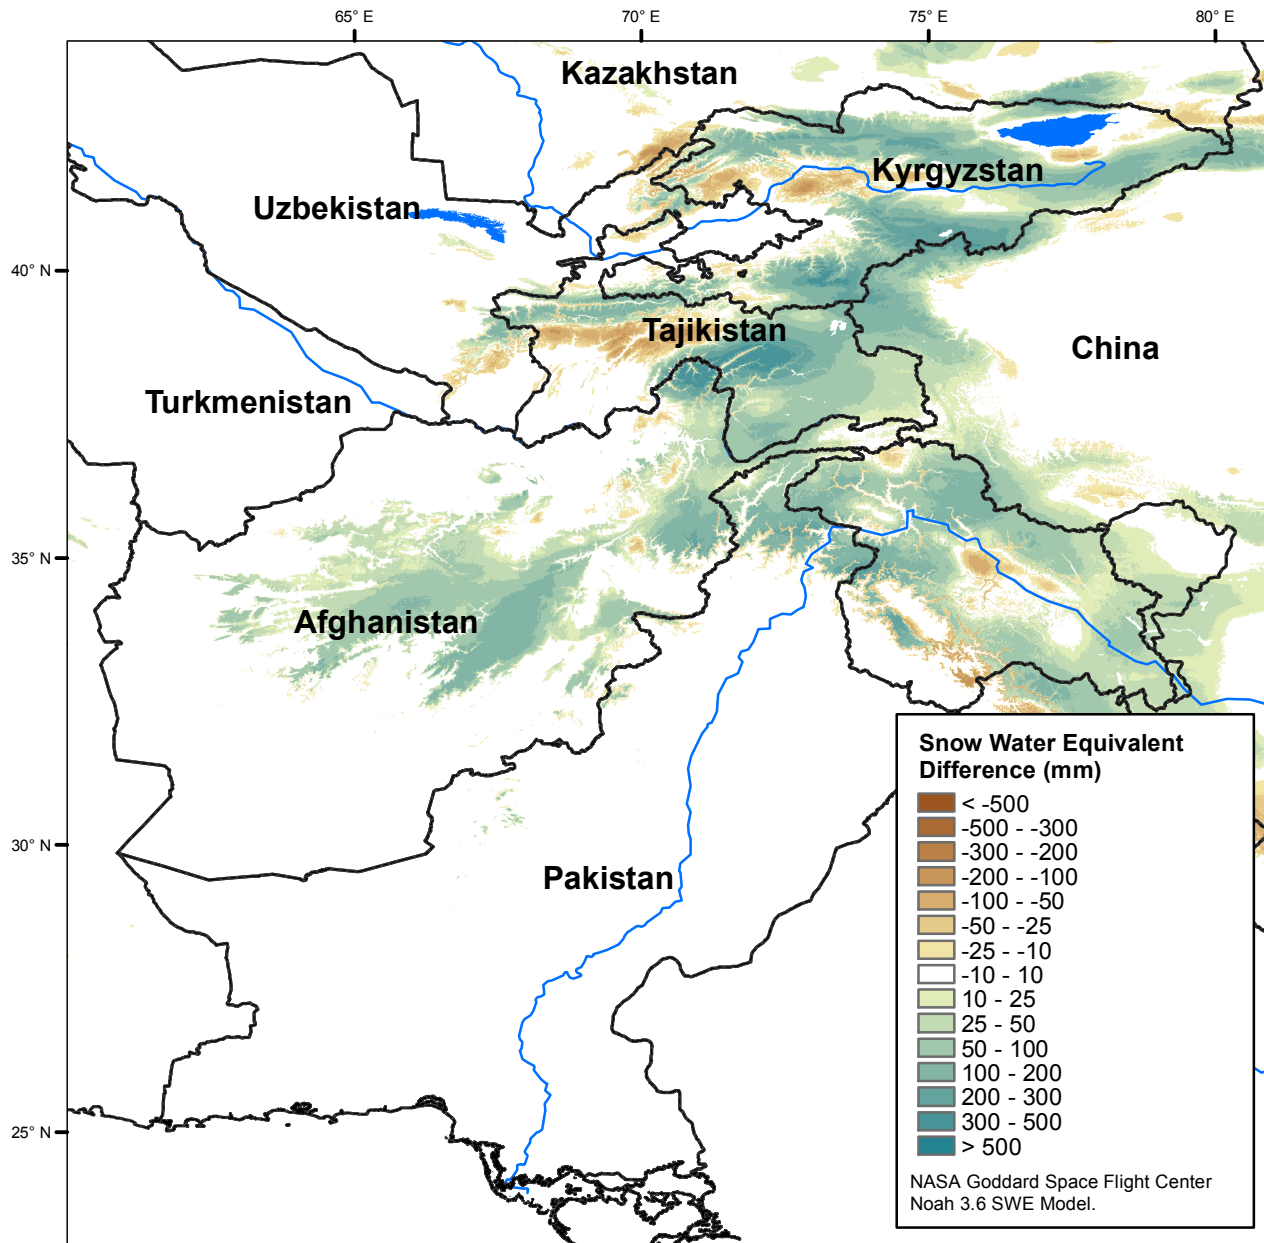 65° E
70° E
75° E
80° E
Kazakhstan
Kyrgyzstan
Uzbekistan
40° N
Tajikistan
China
Turkmenistan
35° N
Afghanistan
Snow Water Equivalent
Difference (mm)
< -500
-500 - -300
-300 - -200
-200 - -100
-100 - -50
-50 - -25
-25 - -10
-10 - 10
10 - 25
25 - 50
50 - 100
100 - 200
200 - 300
300 - 500
> 500
30° N
Pakistan
25° N
NASA Goddard Space Flight Center
Noah 3.6 SWE Model.